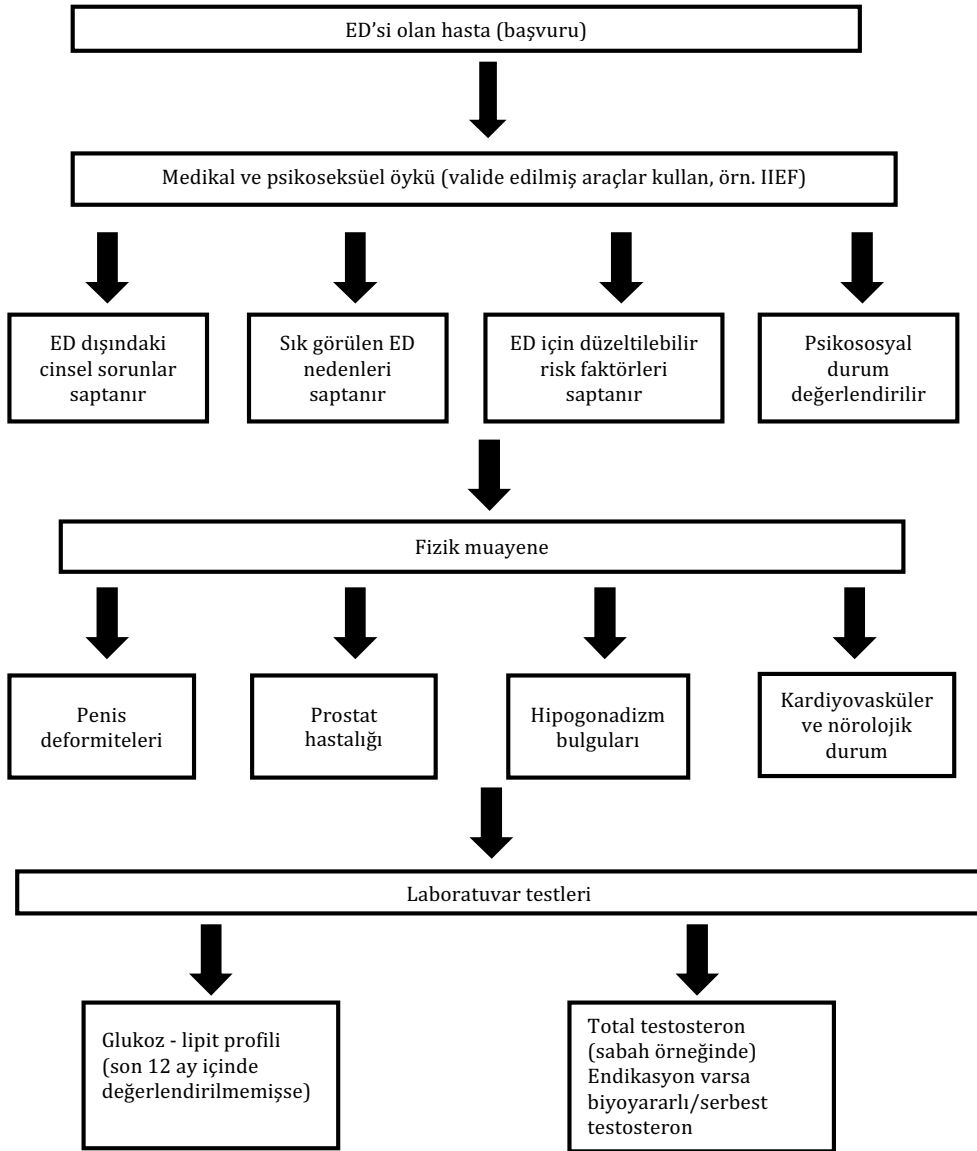 ED’si olan hasta (başvuru)
Medikal ve psikoseksüel öykü (valide edilmiş araçlar kullan, örn. IIEF)
ED dışındaki
cinsel sorunlar
saptanır
Sık görülen ED
nedenleri
saptanır
ED için düzeltilebilir
risk faktörleri
saptanır
Psikososyal
durum
değerlendirilir
Fizik muayene
Penis
deformiteleri
Prostat
hastalığı
Hipogonadizm
bulguları
Kardiyovasküler
ve nörolojik
durum
Laboratuvar testleri
Glukoz - lipit profili
(son 12 ay içinde
değerlendirilmemişse)
Total testosteron
(sabah örneğinde)
Endikasyon varsa
biyoyararlı/serbest
testosteron